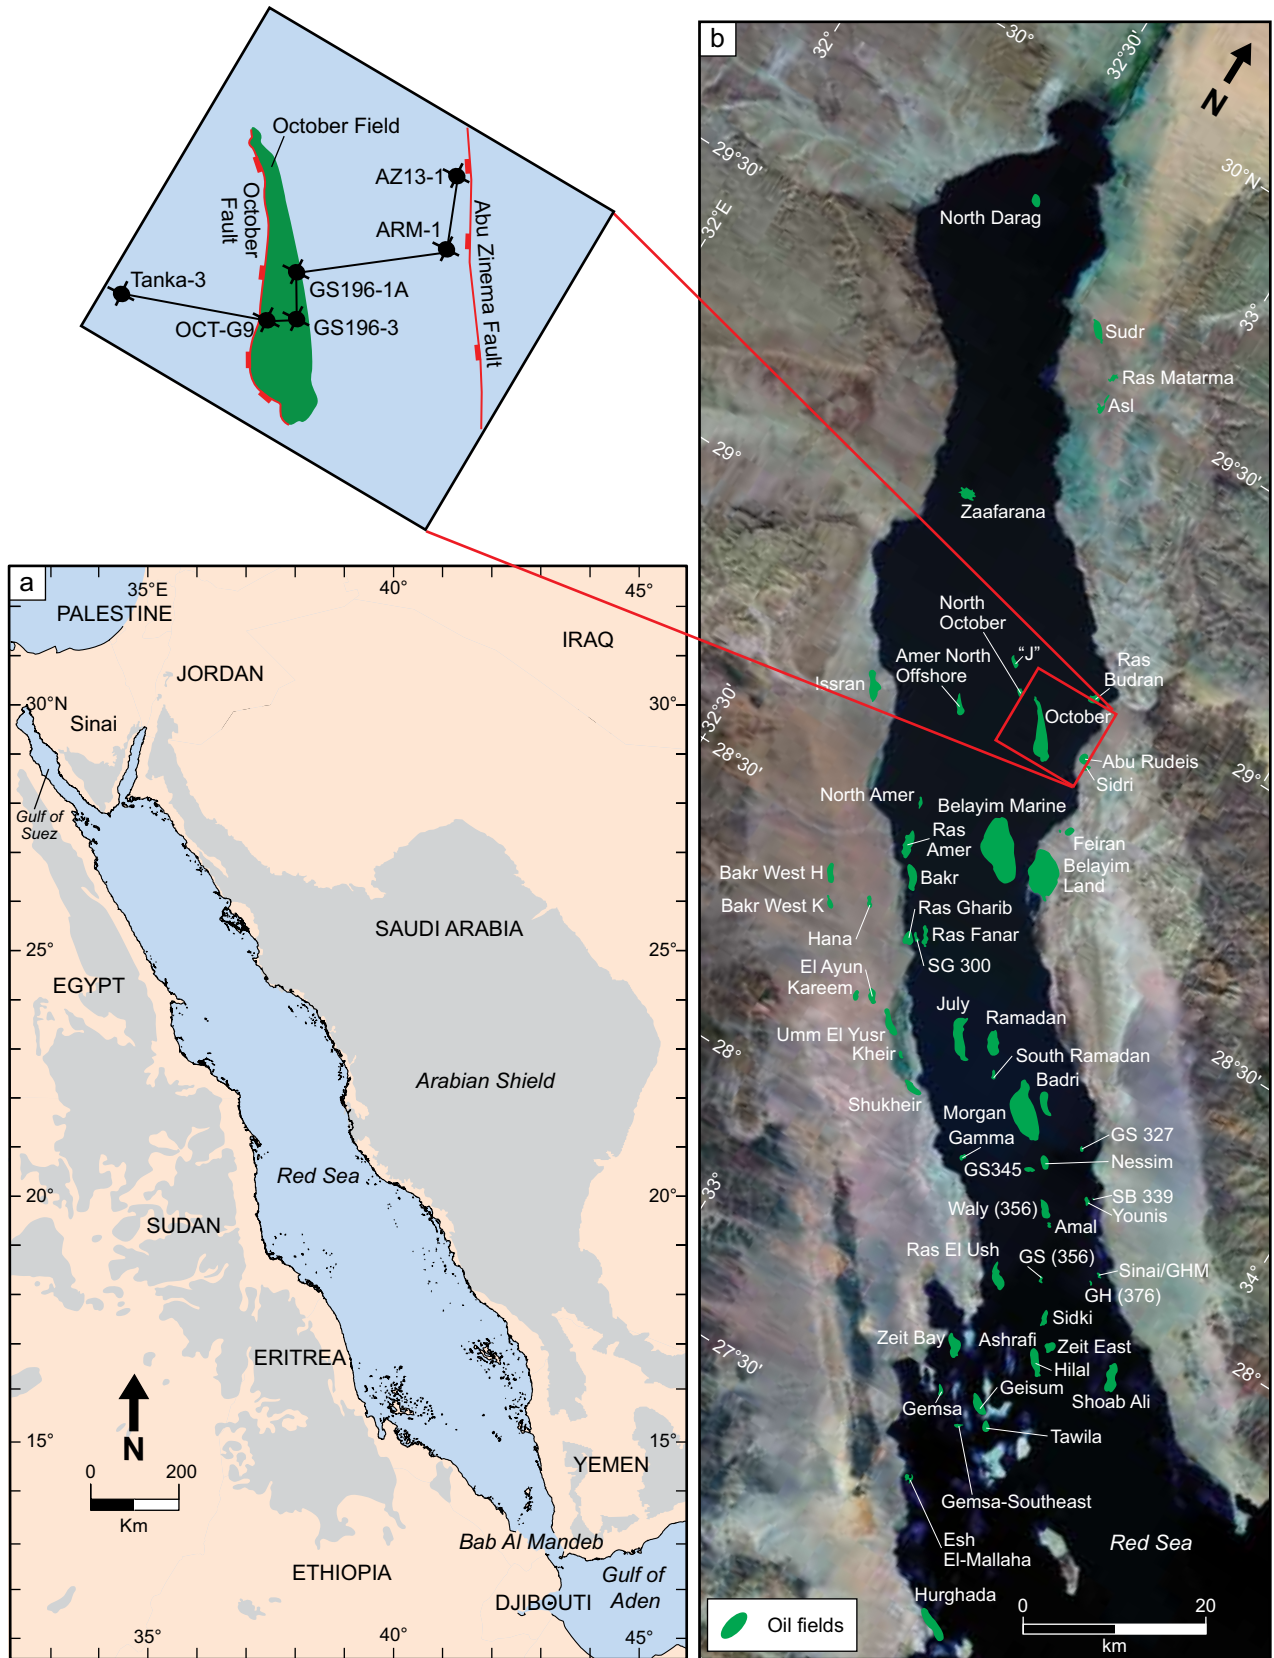 October Field
October
Fault
AZ13-1
ARM-1
Abu Zinema Fault
Tanka-3
GS196-1A
OCT-G9
GS196-3
a
35°E
40°
45°
PALESTINE
IRAQ
JORDAN
30°N
30°
Sinai
Gulf of
Suez
SAUDI ARABIA
25°
25°
EGYPT
Arabian Shield
Red Sea
20°
20°
SUDAN
ERITREA
N
0
200
Km
15°
15°
YEMEN
Bab Al Mandeb
ETHIOPIA
Gulf of
Aden
DJIBOUTI
35°
40°
45°
b
32°
30°
32°30'
N
29°30'
30°N
32°E
North Darag
33°
Sudr
Ras Matarma
Asl
29°
29°30'
Zaafarana
North
October
"J"
Amer North
Offshore
Ras
Budran
Issran
October
32°30'
28°30'
Abu Rudeis
Sidri
29°
North Amer
Belayim Marine
Ras
Amer
Feiran
Belayim
Land
Bakr West H
Bakr
Bakr West K
Ras Gharib
Hana
Ras Fanar
SG 300
El Ayun
Kareem
July
Ramadan
Umm El Yusr
Kheir
28°
South Ramadan
Badri
28°30'
Shukheir
Morgan
Gamma
GS 327
GS345
Nessim
33°
Waly (356)
SB 339
Younis
Amal
Ras El Ush
GS (356)
Sinai/GHM
34°
GH (376)
Sidki
Zeit Bay
Ashrafi
Zeit East
27°30'
Hilal
28°
Geisum
Shoab Ali
Gemsa
Tawila
Gemsa-Southeast
Esh
El-Mallaha
Red Sea
Hurghada
Oil fields
0
20
km